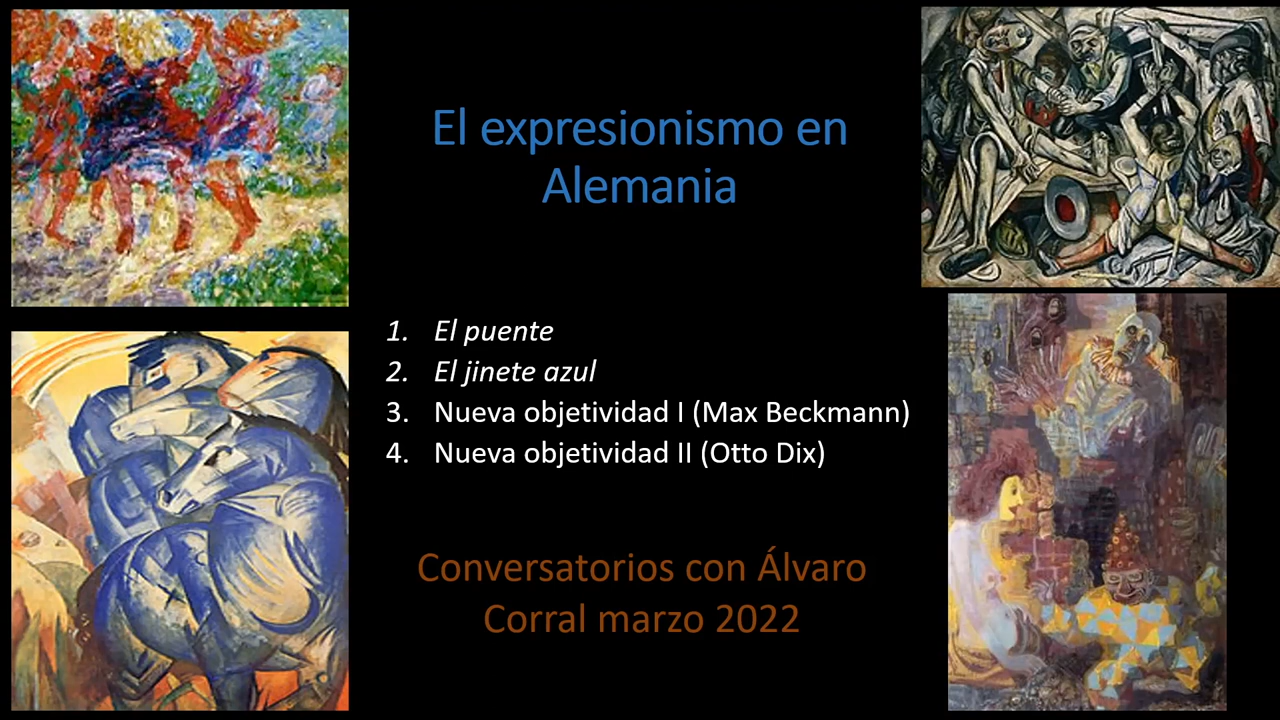 El expresionismo en
Alemania
1. El puente
2. El jinete azul
3. Nueva objetividad I (Max Beckmann)
4. Nueva objetividad II (Otto Dix)
Conversatorios con Álvaro
Corral marzo 2022